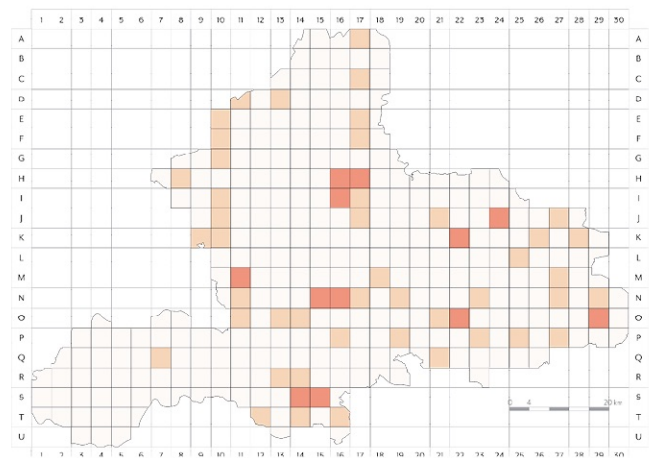 1 2 3 4 5 6 7 8 9 10 11 12 13 14 15 16 17 18 19 20 21 22 23 24 25 26 27 28 29 30
A A
B B
C C
D D
E E
F F
G G
H H
I I
J J
K K
L L
M M
N N
O O
P P
Q Q
R R
S S
0 4 20 km
T T
U U
1 2 3 4 5 6 7 8 9 10 11 12 13 14 15 16 17 18 19 20 21 22 23 24 25 26 27 28 29 30